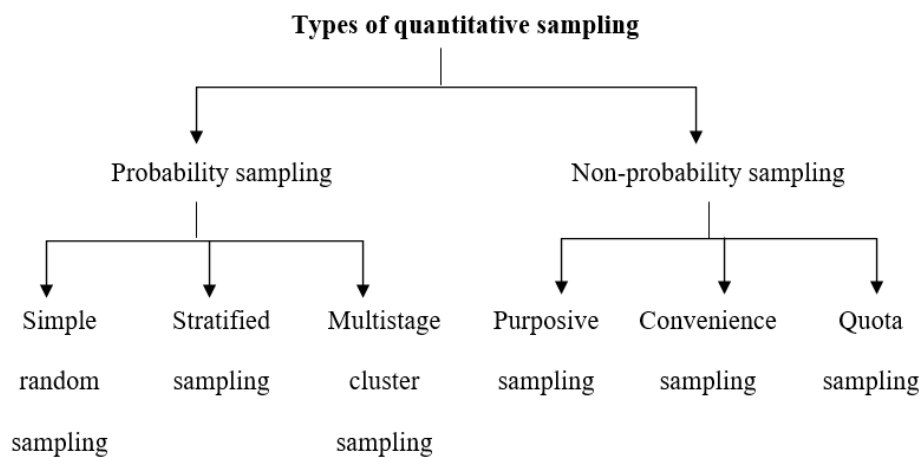 Types of quantitative sampling
Probability sampling
Non-probability sampling
Simple
random
sampling
Stratified
sampling
Multistage
cluster
sampling
Purposive
sampling
Convenience
sampling
Quota
sampling